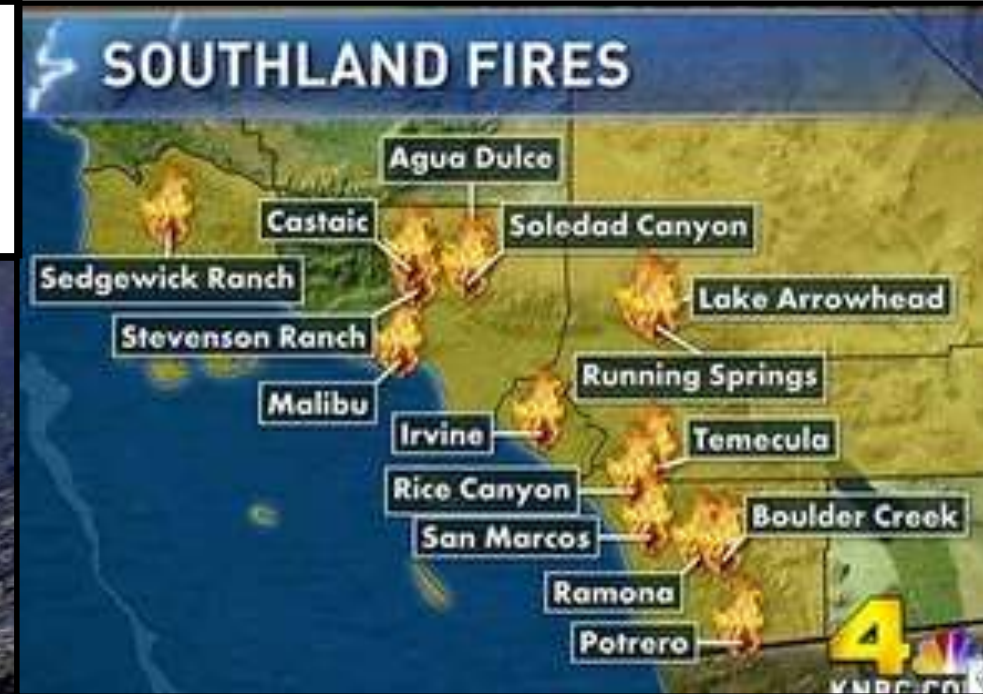 SOUTHLAND FIRES
Agua Dulce
Castaic
Soledad Canyon
Sedgewick Ranch
Lake Arrowhead
Stevenson Ranch
Running Springs
Malibu
Irvine
Temecula
Rice Canyon
Boulder Creek
San Marcos
Ramona
Potrero
4